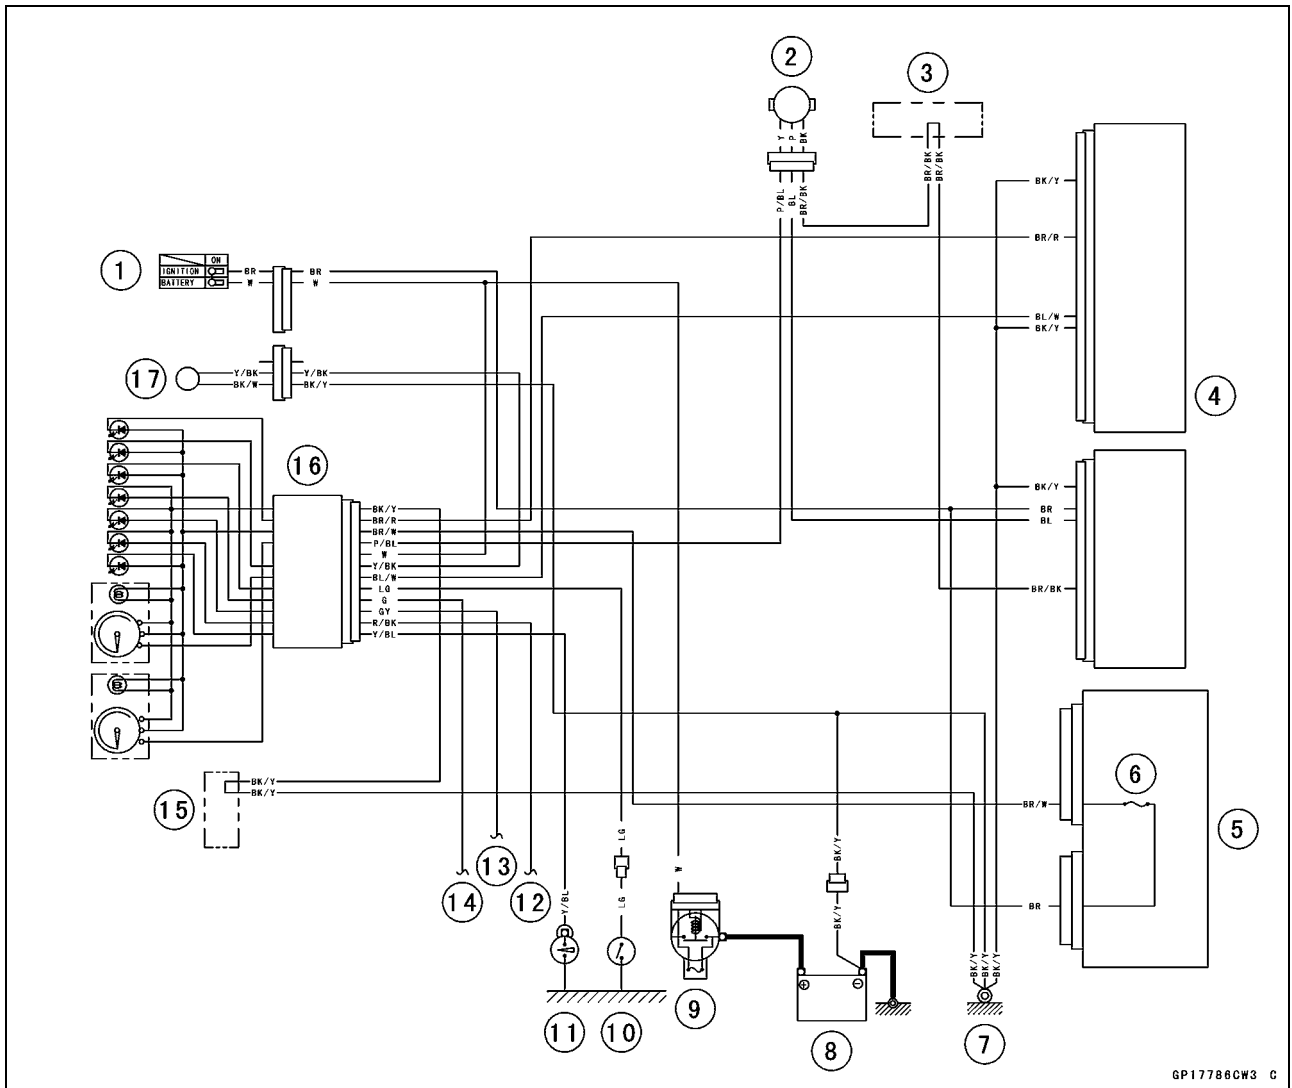 2
3
Y P BK
BR/BK BR/BK
BK/Y
P/BL BL BR/BK
BR/R
1
ON
IGNITION BR BR
BATTERY W W
BL/W
BK/Y
17
Y/BK Y/BK
BK/W BK/Y
4
16
BK/Y
BK/Y
BR/R
BR/W
P/BL
W
Y/BK
BL/W
LG
G
GY
R/BK
Y/BL
BR
BL
BR/BK
6
15
BK/Y
BK/Y
BR/W
5
LG
BK/Y
13
14
12
W
Y/BL
LG
BK/Y
BR
BK/Y BK/Y BK/Y
11
10
9
8
7
GP17786CW3 C